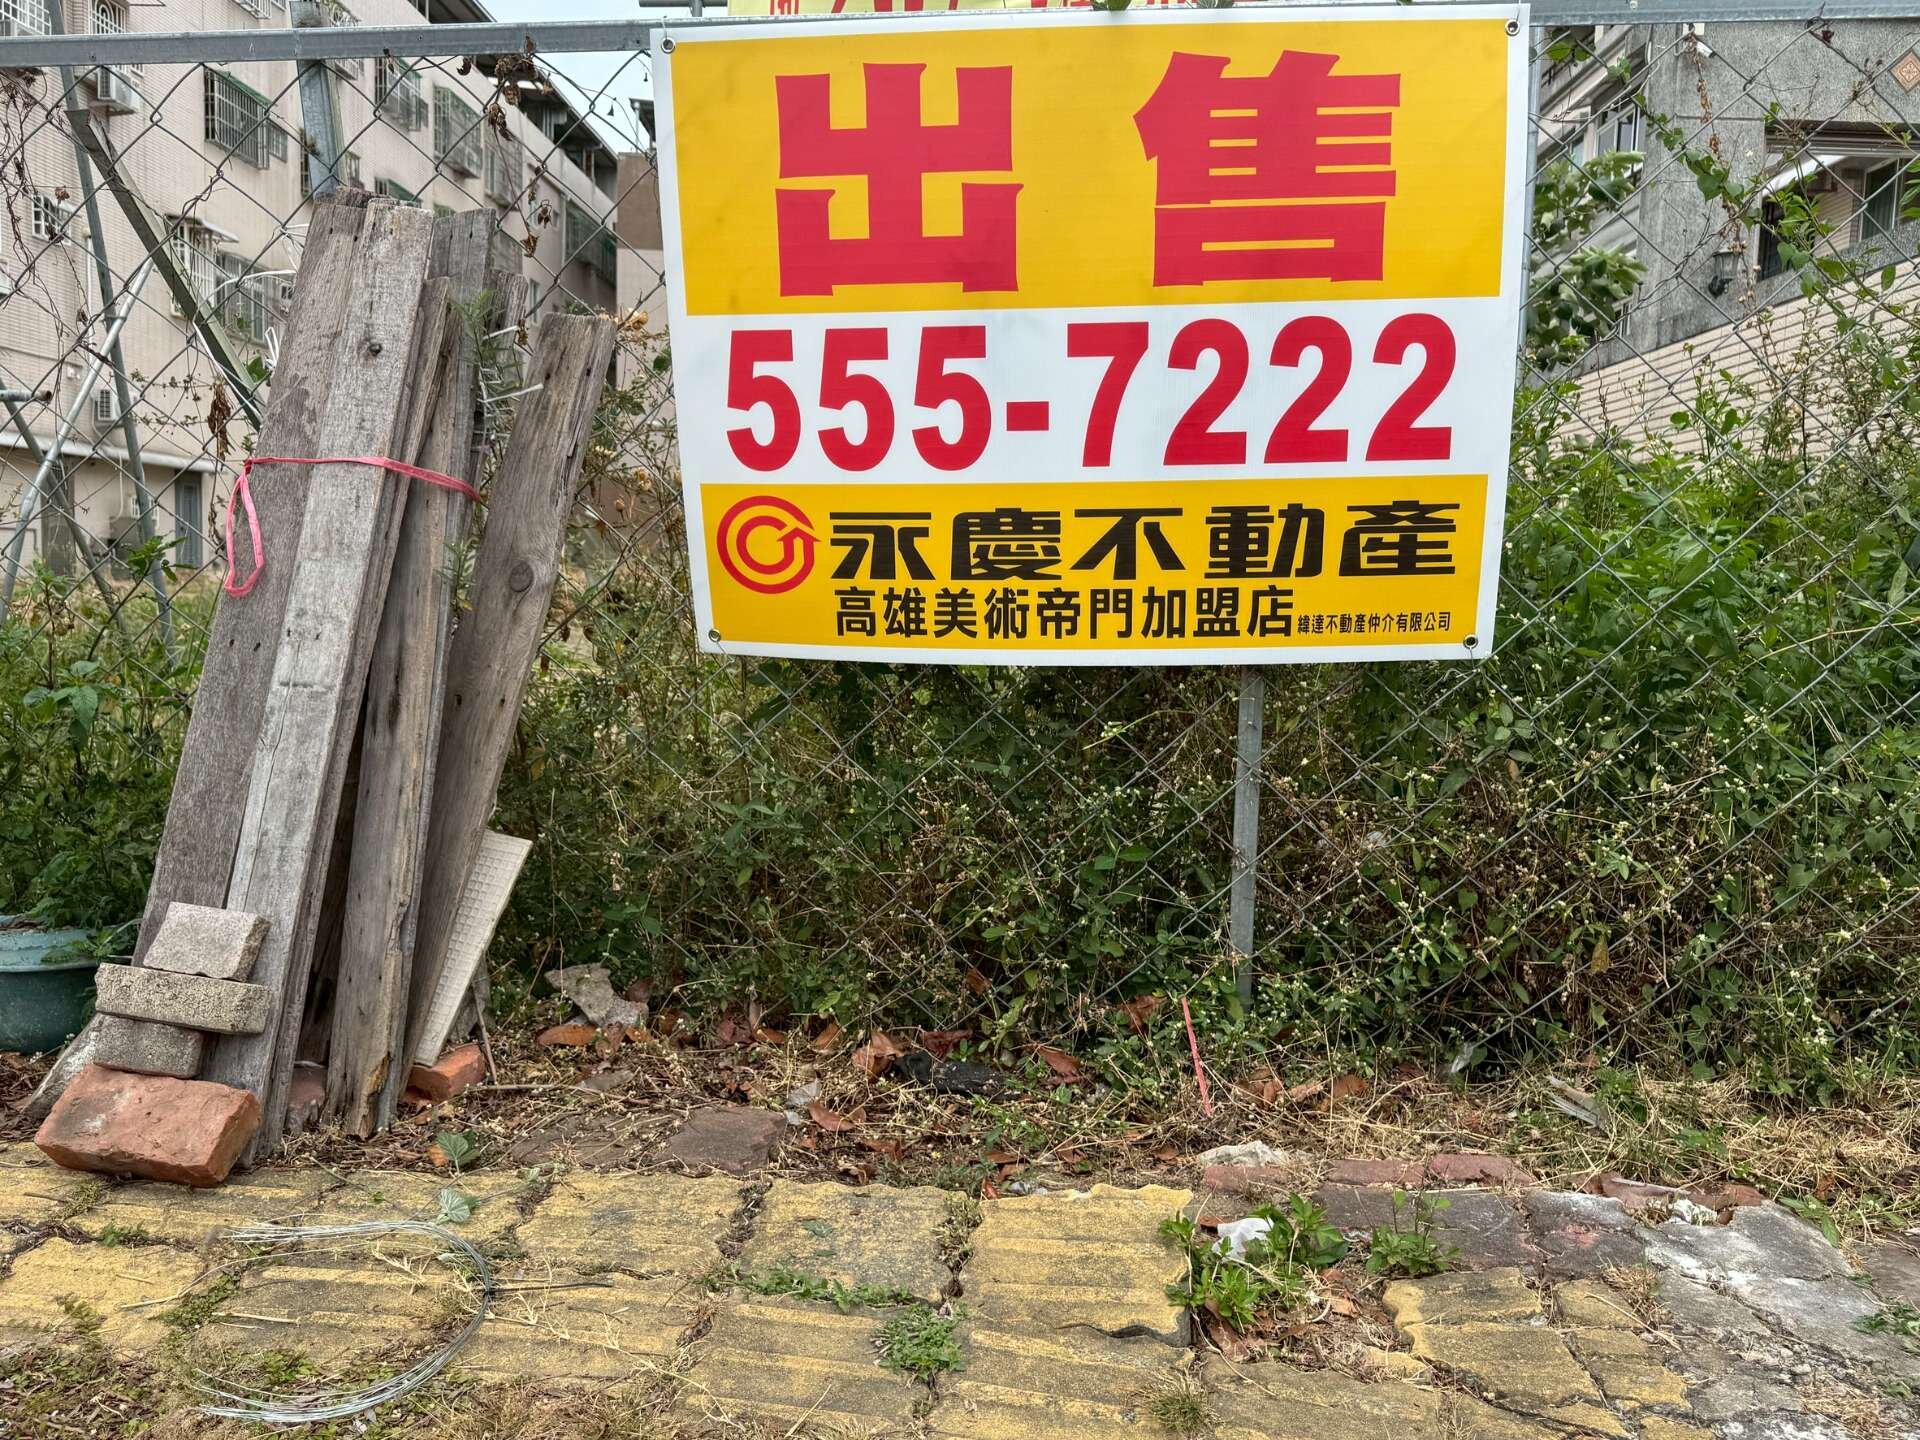 出售
555-7222
永慶不動產
高雄美術帝門加盟店 緯達不動產仲介有限公司